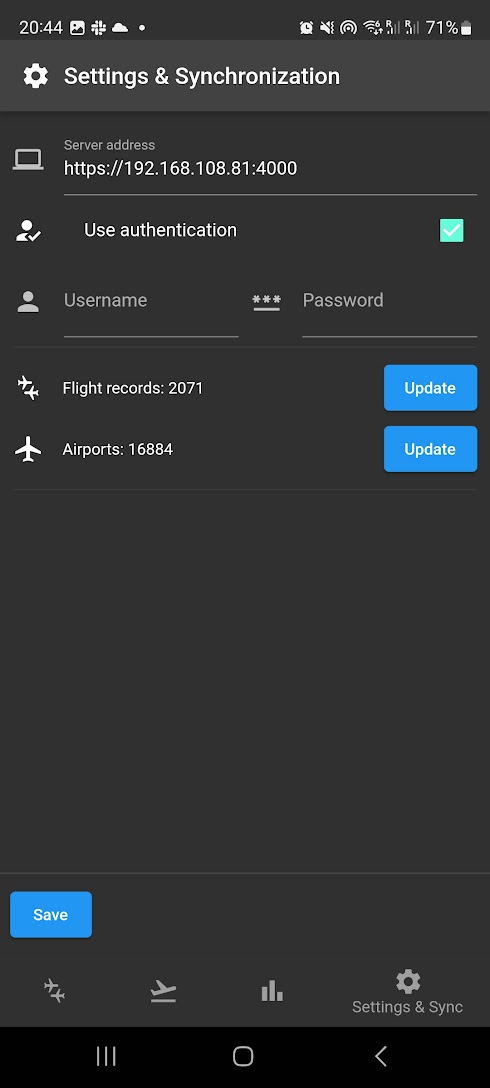 20:44
71%
Settings & Synchronization
Server address
https://192.168.108.81:4000
Use authentication
Username
***
Password
Flight records: 2071
Update
Airports: 16884
Update
Save
Settings & Sync